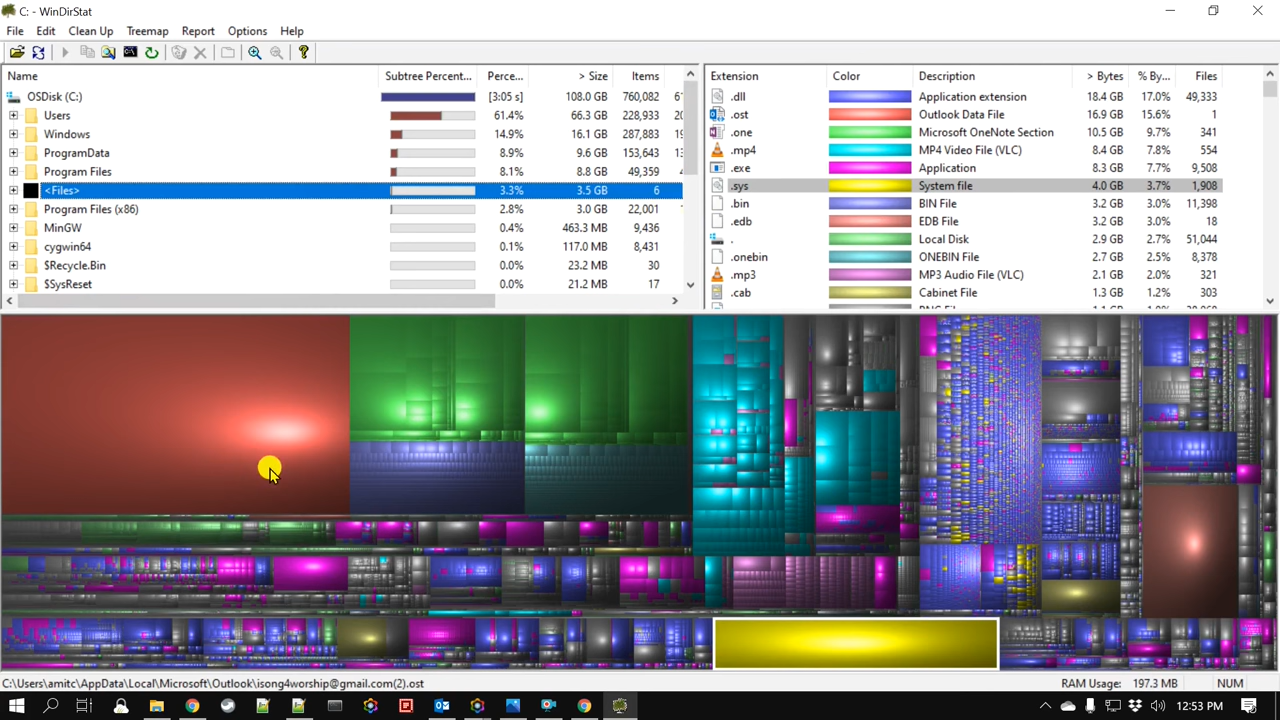 C: - WinDirStat
File Edit Clean Up Treemap Report Options Help
Name Subtree Percent... Perce... > Size Items
OSDisk (C:) [3:05 s] 108.0 GB 760,082
Users 61.4% 66.3 GB 228,933
Windows 14.9% 16.1 GB 287,883
ProgramData 8.9% 9.6 GB 153,643
Program Files 8.1% 8.8 GB 49,359
<Files> 3.3% 3.5 GB 6
Program Files (x86) 2.8% 3.0 GB 22,001
MinGW 0.4% 463.3 MB 9,436
cygwin64 0.1% 117.0 MB 8,431
$Recycle.Bin 0.0% 23.2 MB 30
$SysReset 0.0% 21.2 MB 17
Extension Color Description > Bytes % By... Files
.dll Application extension 18.4 GB 17.0% 49,333
.ost Outlook Data File 16.9 GB 15.6% 1
.one Microsoft OneNote Section 10.5 GB 9.7% 341
.mp4 MP4 Video File (VLC) 8.4 GB 7.8% 554
.exe Application 8.3 GB 7.7% 9,508
.sys System file 4.0 GB 3.7% 1,908
.bin BIN File 3.2 GB 3.0% 11,398
.edb EDB File 3.2 GB 3.0% 18
. Local Disk 2.9 GB 2.7% 51,044
.onebin ONEBIN File 2.7 GB 2.5% 8,378
.mp3 MP3 Audio File (VLC) 2.1 GB 2.0% 321
.cab Cabinet File 1.3 GB 1.2% 303
C:\Users\amitc\AppData\Local\Microsoft\Outlook\isong4worship@gmail.com(2).ost RAM Usage: 197.3 MB NUM
12:53 PM